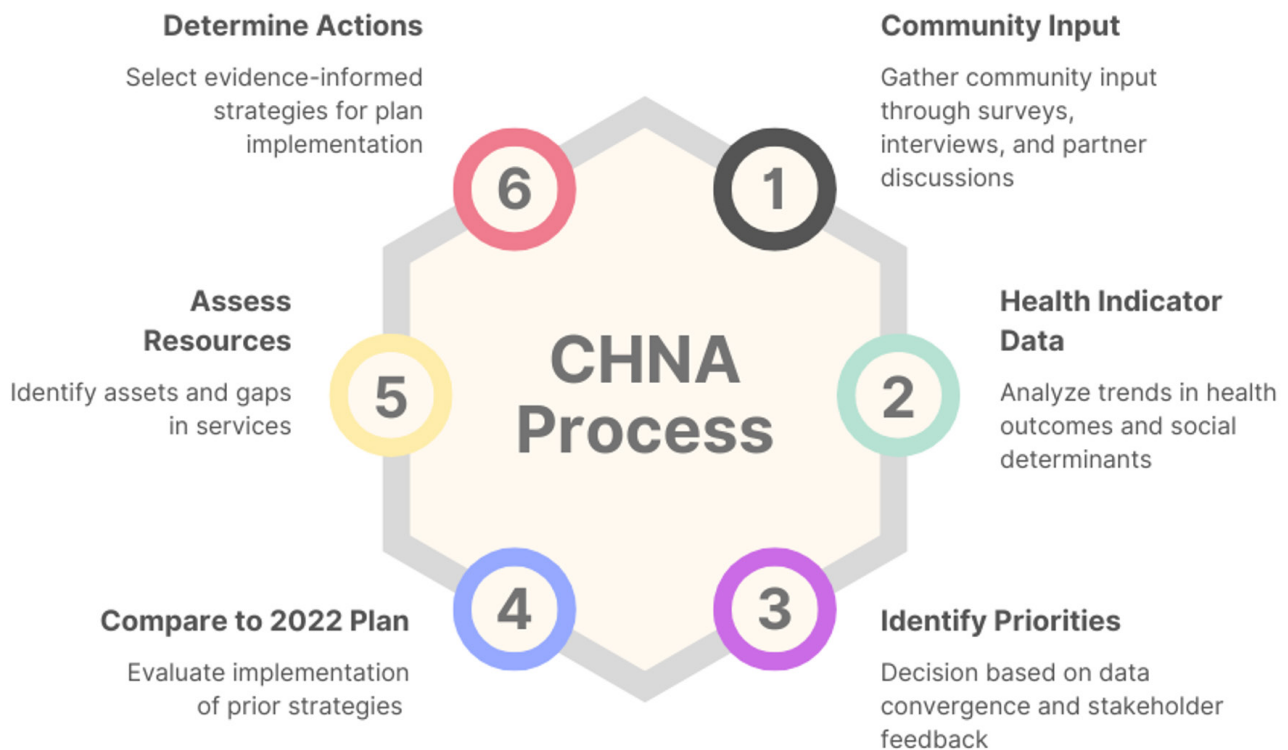 CHNA
Process
1
Community Input
Gather community input
through surveys,
interviews, and partner
discussions
2
Health Indicator
Data
Analyze trends in health
outcomes and social
determinants
3
Identify Priorities
Decision based on data
convergence and stakeholder
feedback
4
Compare to 2022 Plan
Evaluate implementation
of prior strategies
5
Assess
Resources
Identify assets and gaps
in services
6
Determine Actions
Select evidence-informed
strategies for plan
implementation